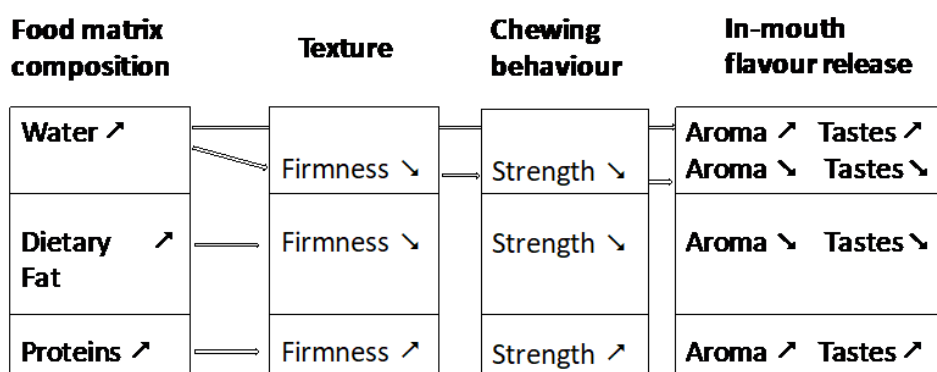 Food matrix composition
Texture
Chewing behaviour
In-mouth flavour release
Water ↗
Aroma ↗ Tastes ↗
Firmness ↘
Strength ↘
Aroma ↘ Tastes ↘
Dietary ↗
Fat
Firmness ↘
Strength ↘
Aroma ↘ Tastes ↘
Proteins ↗
Firmness ↗
Strength ↗
Aroma ↗ Tastes ↗